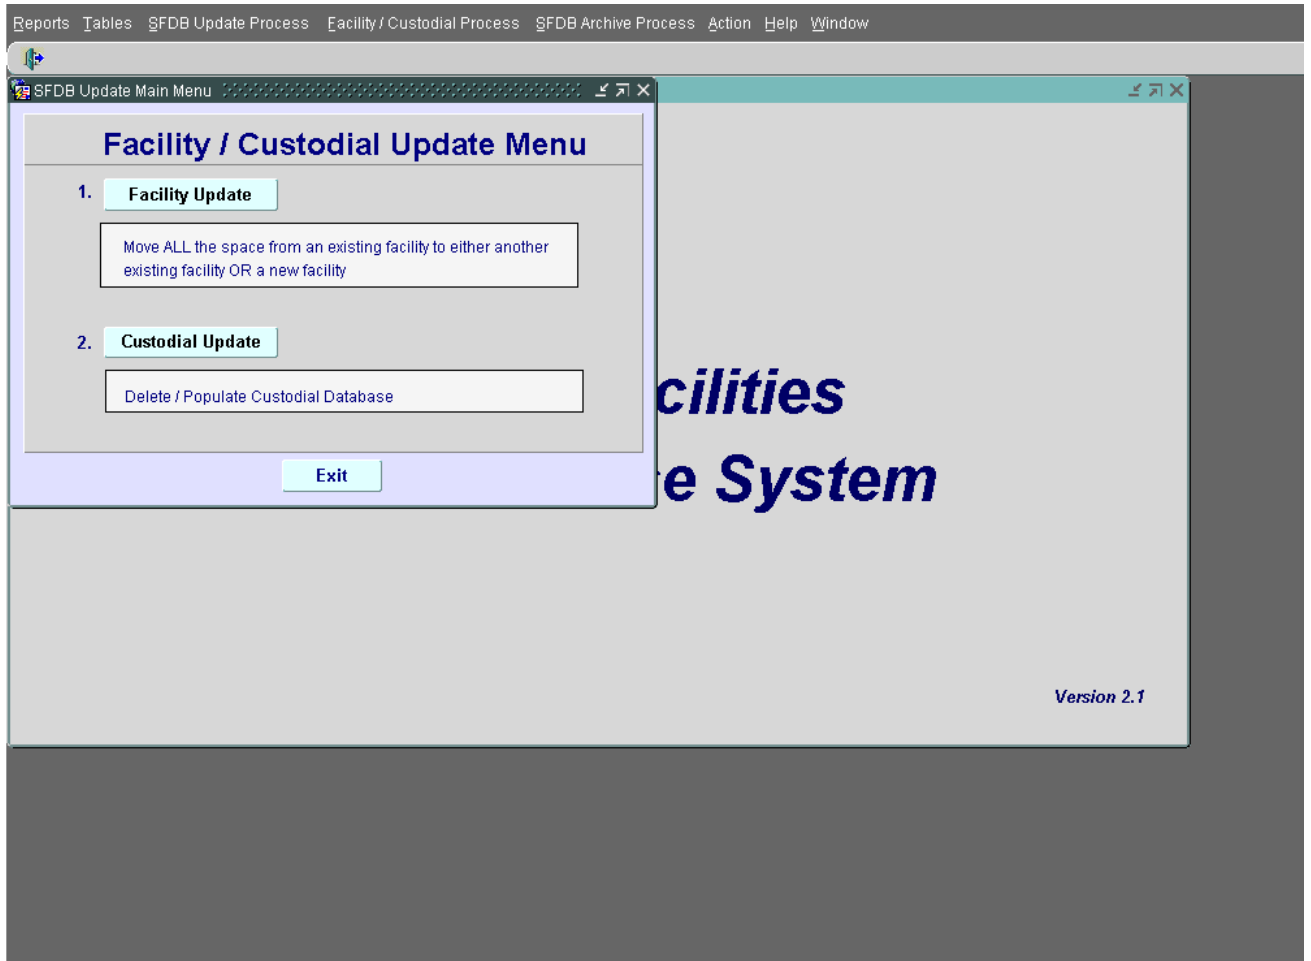 Reports Tables SFDB Update Process Facility / Custodial Process SFDB Archive Process Action Help Window
SFDB Update Main Menu
Facility / Custodial Update Menu
1. Facility Update
Move ALL the space from an existing facility to either another
existing facility OR a new facility
2. Custodial Update
Delete / Populate Custodial Database
Exit
cilities
e System
Version 2.1